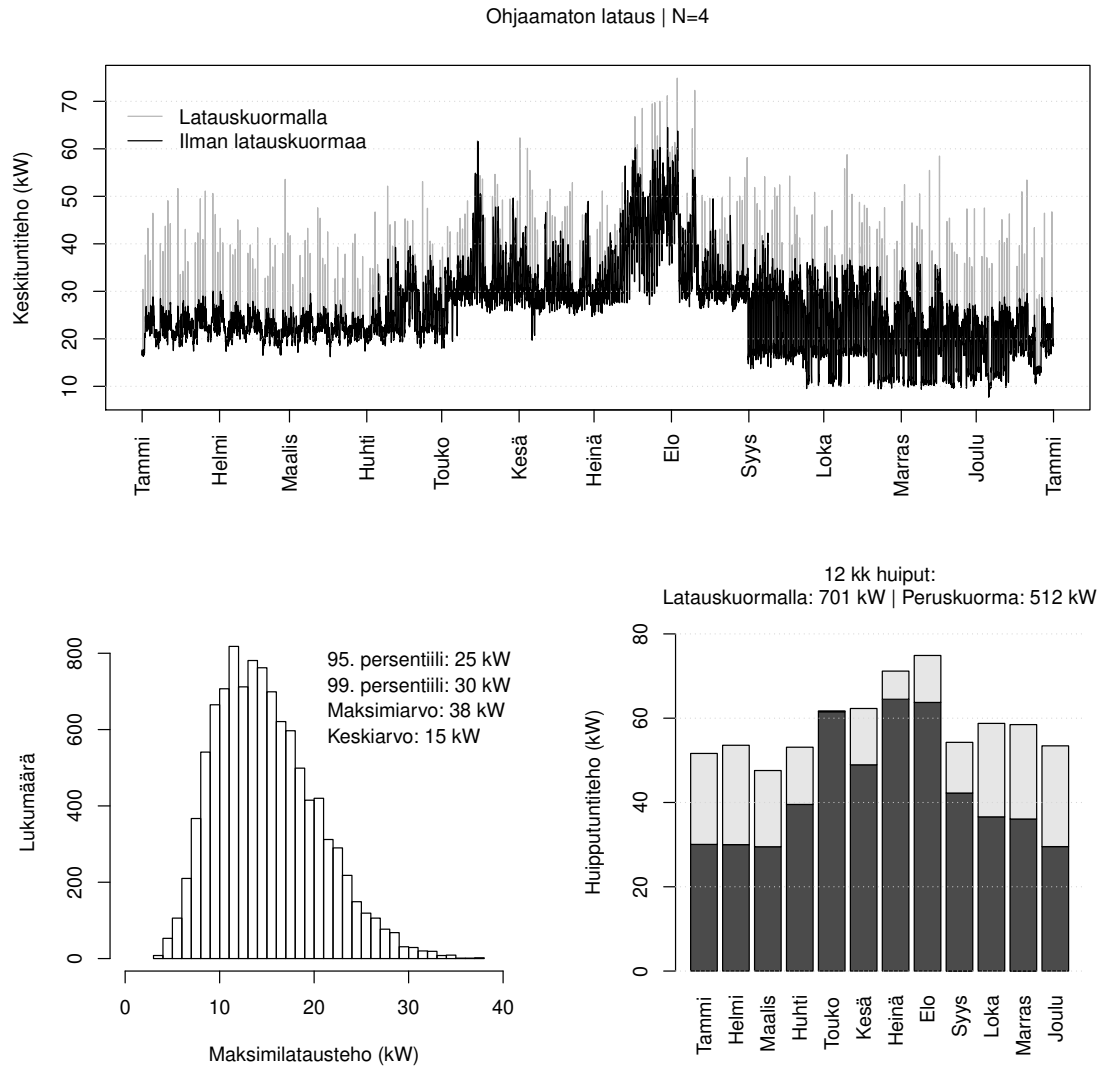 Ohjaamaton lataus | N=4
Keskituntiteho (kW)
70
60
50
40
30
20
10
Latauskuormalla
Ilman latauskuormaa
Tammi
Helmi
Maalis
Huhti
Touko
Kesä
Heinä
Elo
Syys
Loka
Marras
Joulu
Tammi
Lukumäärä
800
600
400
200
0
95. persentiili: 25 kW
99. persentiili: 30 kW
Maksimiarvo: 38 kW
Keskiarvo: 15 kW
0 10 20 30 40
Maksimilatausteho (kW)
12 kk huiput:
Latauskuormalla: 701 kW | Peruskuorma: 512 kW
Huipputuntiteho (kW)
80
60
40
20
0
Tammi
Helmi
Maalis
Huhti
Touko
Kesä
Heinä
Elo
Syys
Loka
Marras
Joulu